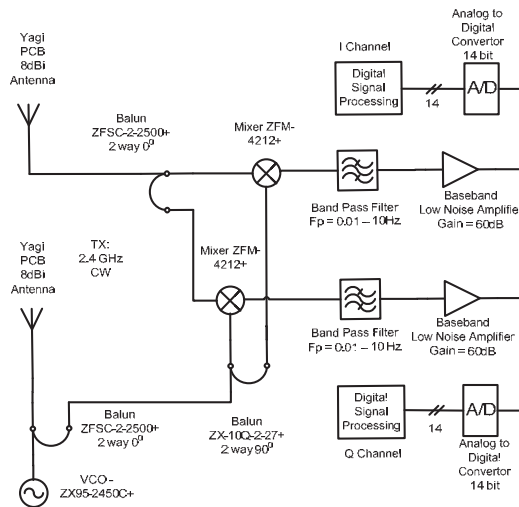 Yagi
PCB
8dBi
Antenna
Balun
ZFSC-2-2500+
2 way 0⁰
Mixer ZFM-
4212+
I Channel
Digital
Signal
Processing
14
Analog to
Digital
Convertor
14 bit
A/D
Band Pass Filter
Fp = 0.01 – 10Hz.
Baseband
Low Noise Amplifier
Gain = 60dB
Yagi
PCB
8dBi
Antenna
TX:
2.4 GHz
CW
Mixer ZFM-
4212+
Band Pass Filter
Fp = 0.01 – 10 Hz.
Baseband
Low Noise Amplifier
Gain = 60dB
Balun
ZFSC-2-2500+
2 way 0⁰
Balun
ZX-10Q-2-27+
2 way 90⁰
Digital
Signal
Processing
14
A/D
Q Channel
Analog to
Digital
Convertor
14 bit
VCO -
ZX95-2450C+